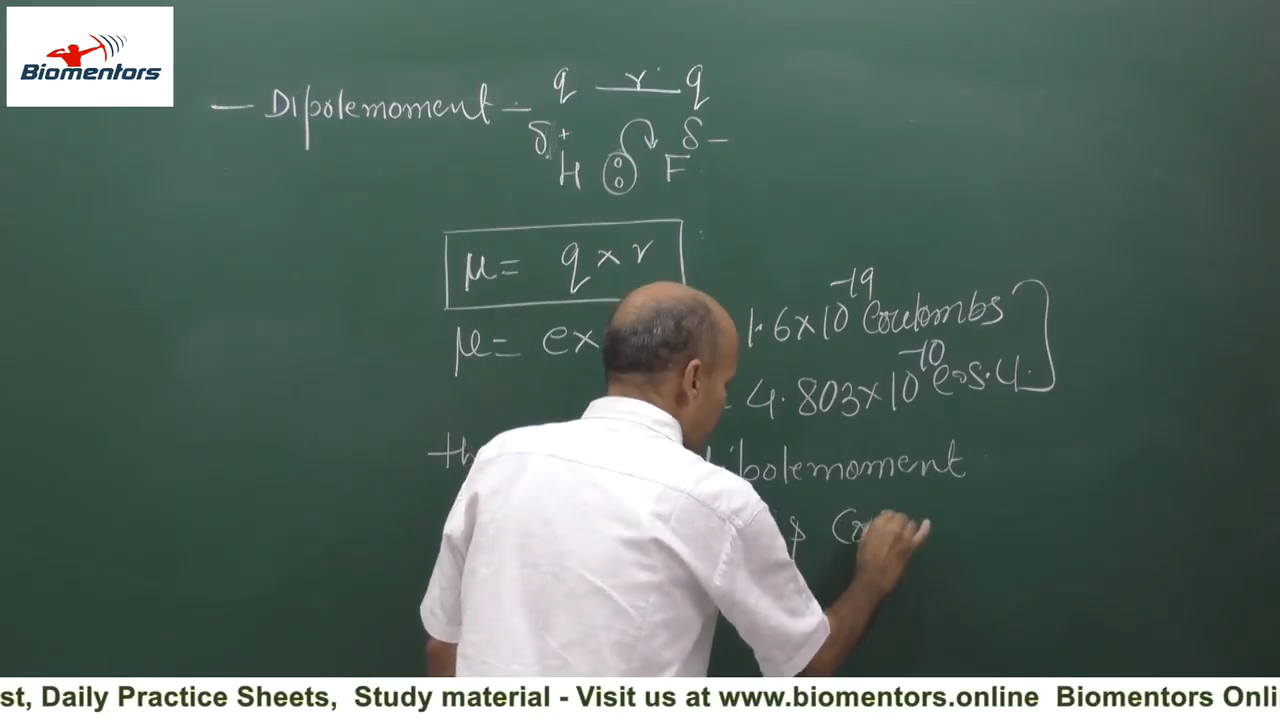 Biomentors
q r q
— Dipolemoment —
δ+ δ−
H F
μ= q×r
μ= e× 1.6×10⁻¹⁹ Coulombs
4.803×10⁻¹⁰ e.s.u.
dipolemoment
st, Daily Practice Sheets, Study material - Visit us at www.biomentors.online Biomentors Onli